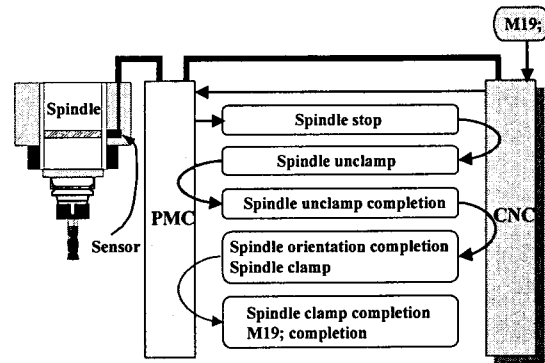 M19;
Spindle
Spindle stop
Spindle unclamp
Spindle unclamp completion
PMC
CNC
Sensor
Spindle orientation completion
Spindle clamp
Spindle clamp completion
M19; completion